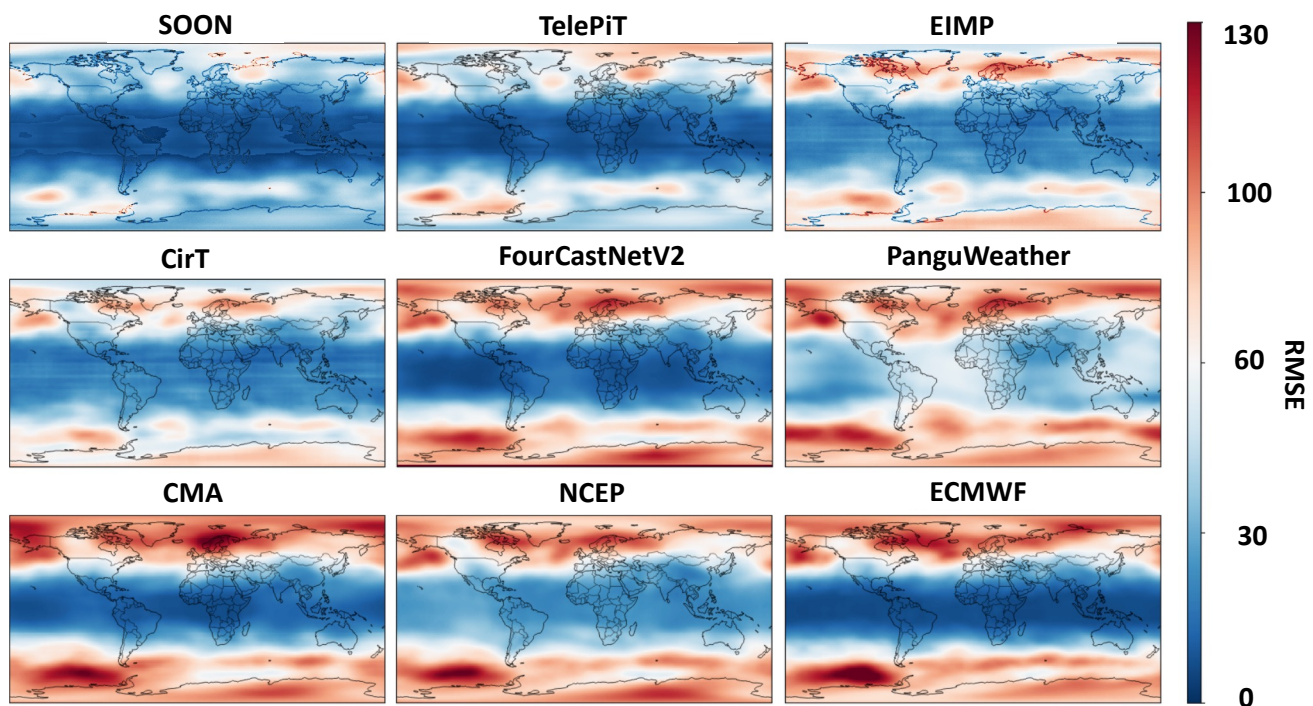 SOON TelePiT EIMP
CirT FourCastNetV2 PanguWeather
CMA NCEP ECMWF
130
100
60
30
0
RMSE